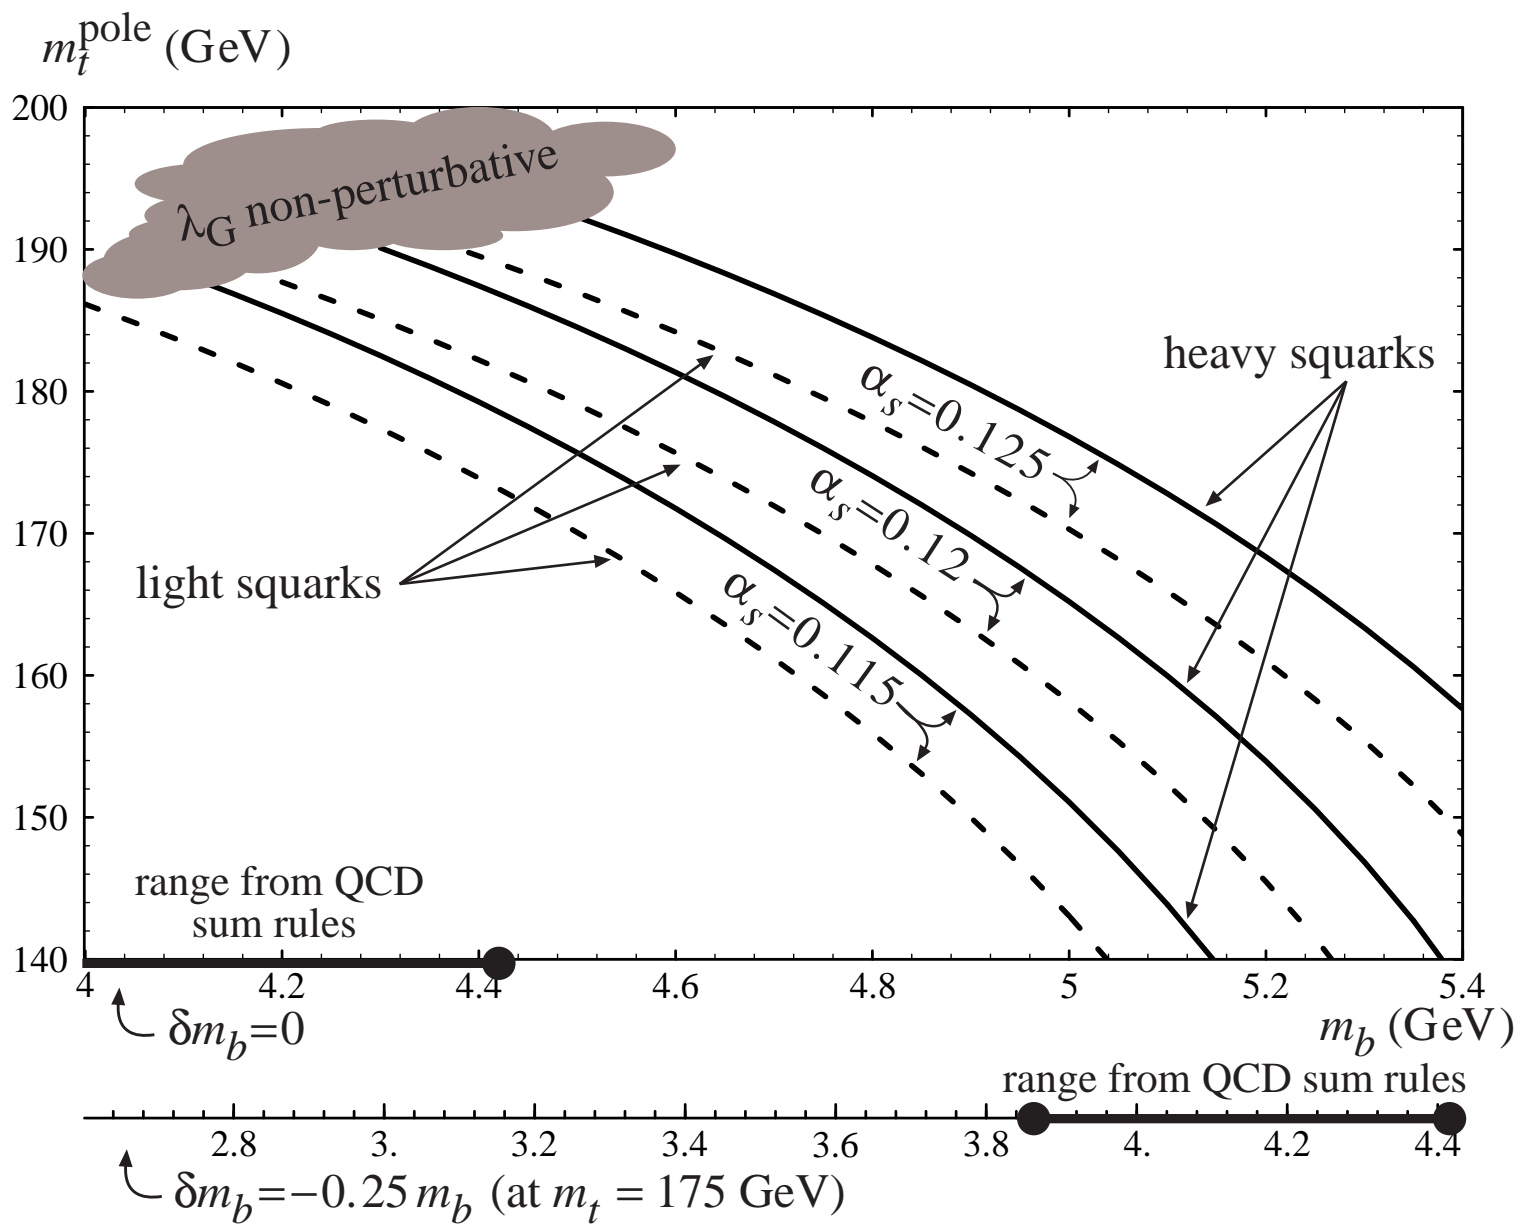 m_t^pole (GeV)
200
190
180
170
160
150
140
λ_G non-perturbative
heavy squarks
α_s=0.125
α_s=0.12
α_s=0.115
light squarks
range from QCD
sum rules
4 4.2 4.4 4.6 4.8 5 5.2 5.4
δm_b=0
m_b (GeV)
range from QCD sum rules
2.8 3. 3.2 3.4 3.6 3.8 4. 4.2 4.4
δm_b=−0.25 m_b (at m_t = 175 GeV)